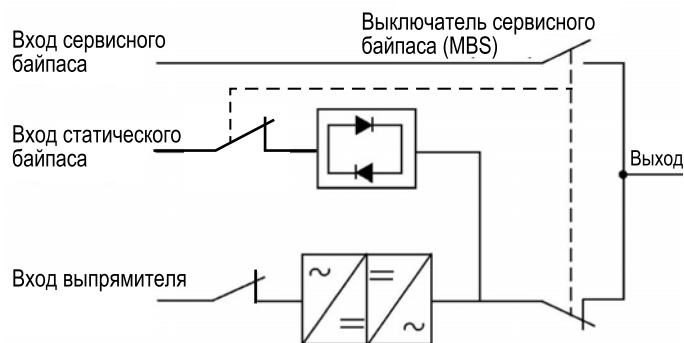 Выключатель сервисного
байпаса (MBS)
Вход сервисного
байпаса
Вход статического
байпаса
Выход
Вход выпрямителя